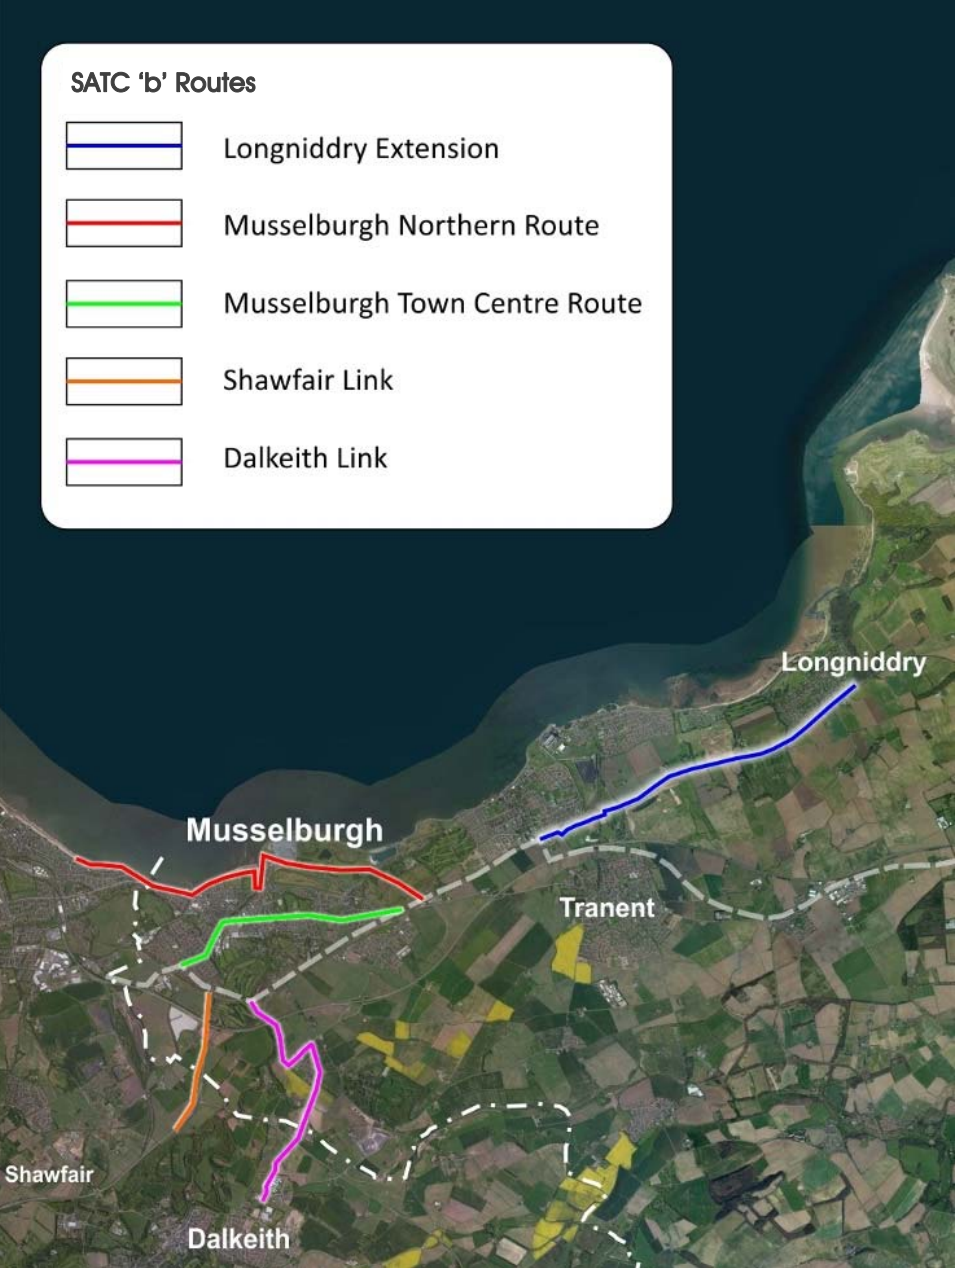 SATC ‘b’ Routes
Longniddry Extension
Musselburgh Northern Route
Musselburgh Town Centre Route
Shawfair Link
Dalkeith Link
Longniddry
Musselburgh
Tranent
Shawfair
Dalkeith